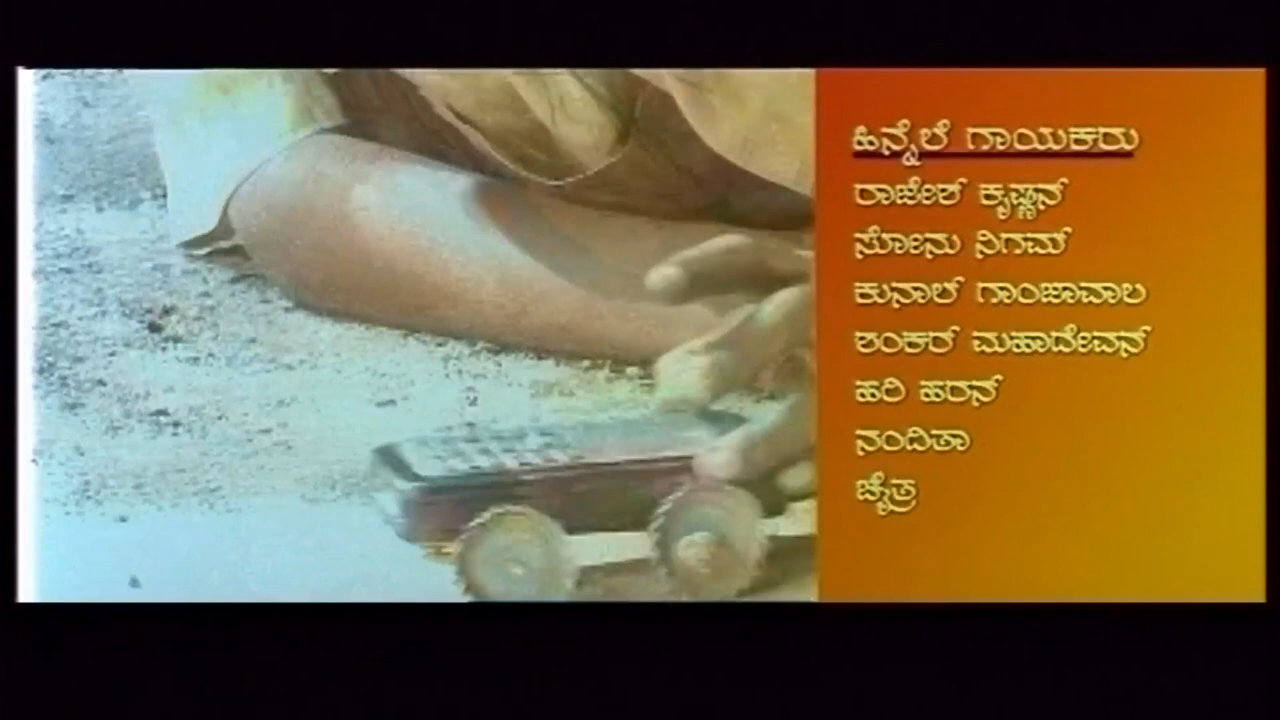 ಹಿನ್ನೆಲೆ ಗಾಯಕರು
ರಾಜೇಶ್ ಕೃಷ್ಣನ್
ಸೋನು ನಿಗಮ್
ಕುನಾಲ್ ಗಾಂಜಾವಾಲ
ಶಂಕರ್ ಮಹಾದೇವನ್
ಹರಿ ಹರನ್
ನಂದಿತಾ
ಚೈತ್ರ